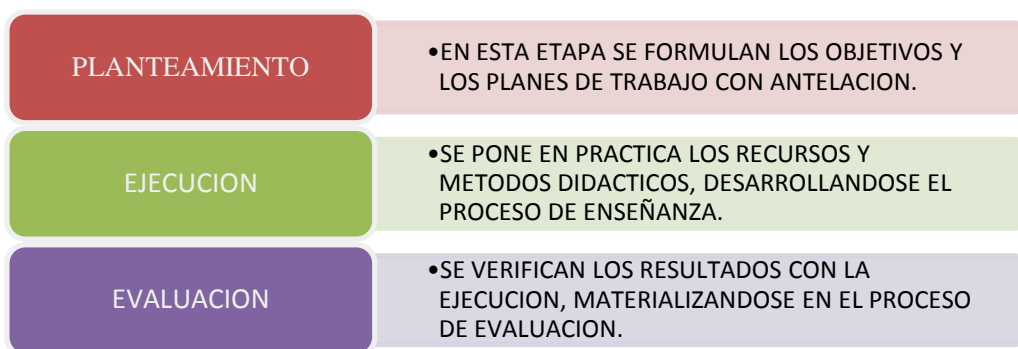 PLANTEAMIENTO
•EN ESTA ETAPA SE FORMULAN LOS OBJETIVOS Y
LOS PLANES DE TRABAJO CON ANTELACION.
EJECUCION
•SE PONE EN PRACTICA LOS RECURSOS Y
METODOS DIDACTICOS, DESARROLLANDOSE EL
PROCESO DE ENSEÑANZA.
EVALUACION
•SE VERIFICAN LOS RESULTADOS CON LA
EJECUCION, MATERIALIZANDOSE EN EL PROCESO
DE EVALUACION.